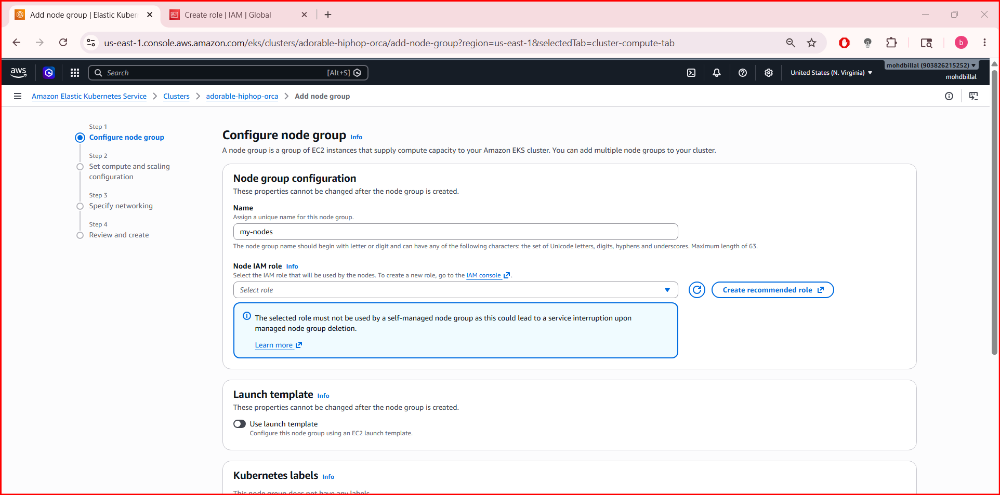 Add node group | Elastic Kuber
Create role | IAM | Global
us-east-1.console.aws.amazon.com/eks/clusters/adorable-hiphop-orca/add-node-group?region=us-east-1&selectedTab=cluster-compute-tab
b
aws
Search
[Alt+S]
United States (N. Virginia)
mohdbillal (903826215252)
mohdbillal
Amazon Elastic Kubernetes Service
Clusters
adorable-hiphop-orca
Add node group
Step 1
Configure node group
Step 2
Set compute and scaling
configuration
Step 3
Specify networking
Step 4
Review and create
Configure node group Info
A node group is a group of EC2 instances that supply compute capacity to your Amazon EKS cluster. You can add multiple node groups to your cluster.
Node group configuration
These properties cannot be changed after the node group is created.
Name
Assign a unique name for this node group.
my-nodes
The node group name should begin with letter or digit and can have any of the following characters: the set of Unicode letters, digits, hyphens and underscores. Maximum length of 63.
Node IAM role Info
Select the IAM role that will be used by the nodes. To create a new role, go to the IAM console.
Select role
Create recommended role
The selected role must not be used by a self-managed node group as this could lead to a service interruption upon
managed node group deletion.
Learn more
Launch template Info
These properties cannot be changed after the node group is created.
Use launch template
Configure this node group using an EC2 launch template.
Kubernetes labels Info
This node group does not have any labels.